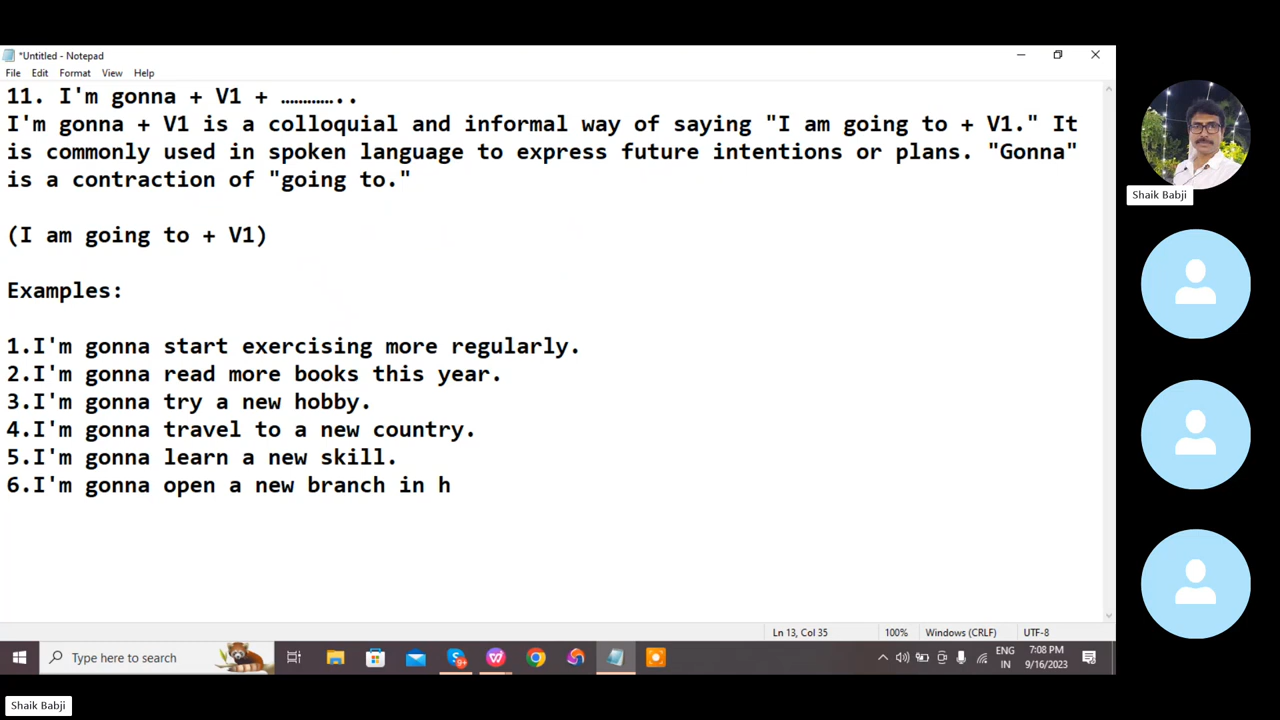 *Untitled - Notepad
File Edit Format View Help
11. I'm gonna + V1 + …………..
I'm gonna + V1 is a colloquial and informal way of saying "I am going to + V1." It
is commonly used in spoken language to express future intentions or plans. "Gonna"
is a contraction of "going to."
(I am going to + V1)
Examples:
1.I'm gonna start exercising more regularly.
2.I'm gonna read more books this year.
3.I'm gonna try a new hobby.
4.I'm gonna travel to a new country.
5.I'm gonna learn a new skill.
6.I'm gonna open a new branch in h
Shaik Babji
Ln 13, Col 35 100% Windows (CRLF) UTF-8
Type here to search
ENG
IN
7:08 PM
9/16/2023
Shaik Babji